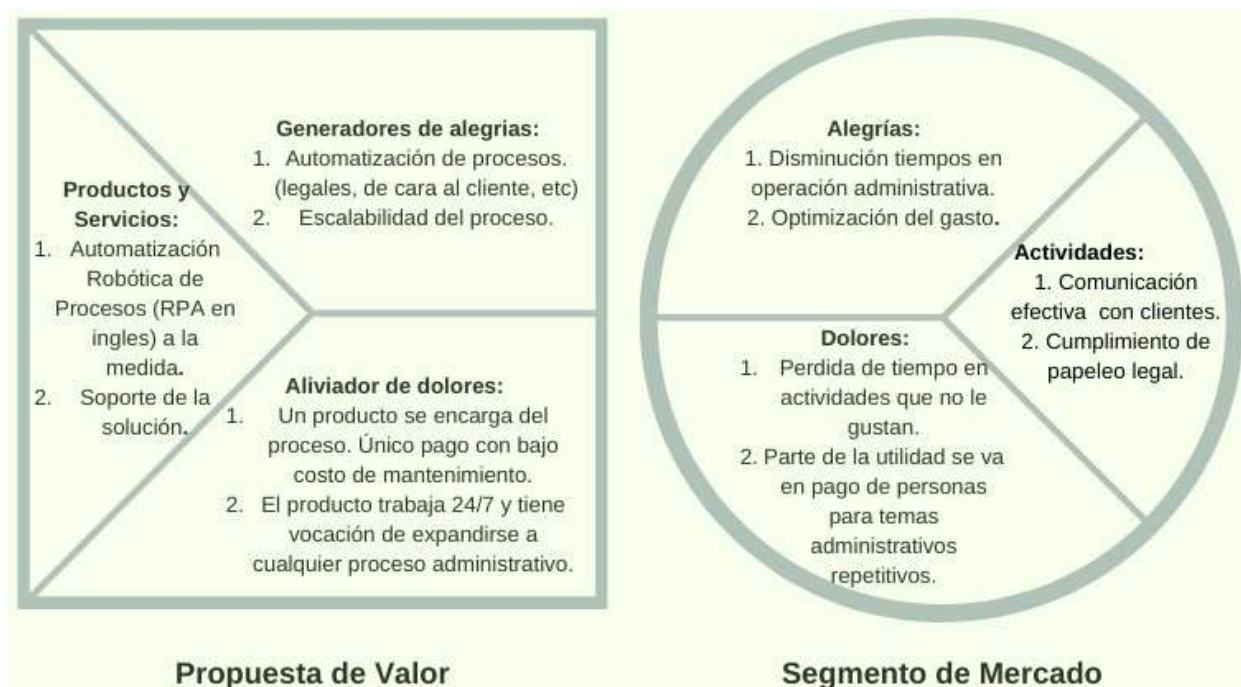 Productos y
Servicios:
1. Automatización
Robótica de
Procesos (RPA en
ingles) a la
medida.
2. Soporte de la
solución.
Generadores de alegrias:
1. Automatización de procesos.
(legales, de cara al cliente, etc)
2. Escalabilidad del proceso.
Aliviador de dolores:
1. Un producto se encarga del
proceso. Único pago con bajo
costo de mantenimiento.
2. El producto trabaja 24/7 y tiene
vocación de expandirse a
cualquier proceso administrativo.
Propuesta de Valor
Alegrías:
1. Disminución tiempos en
operación administrativa.
2. Optimización del gasto.
Actividades:
1. Comunicación
efectiva con clientes.
2. Cumplimiento de
papeleo legal.
Dolores:
1. Perdida de tiempo en
actividades que no le
gustan.
2. Parte de la utilidad se va
en pago de personas
para temas
administrativos
repetitivos.
Segmento de Mercado